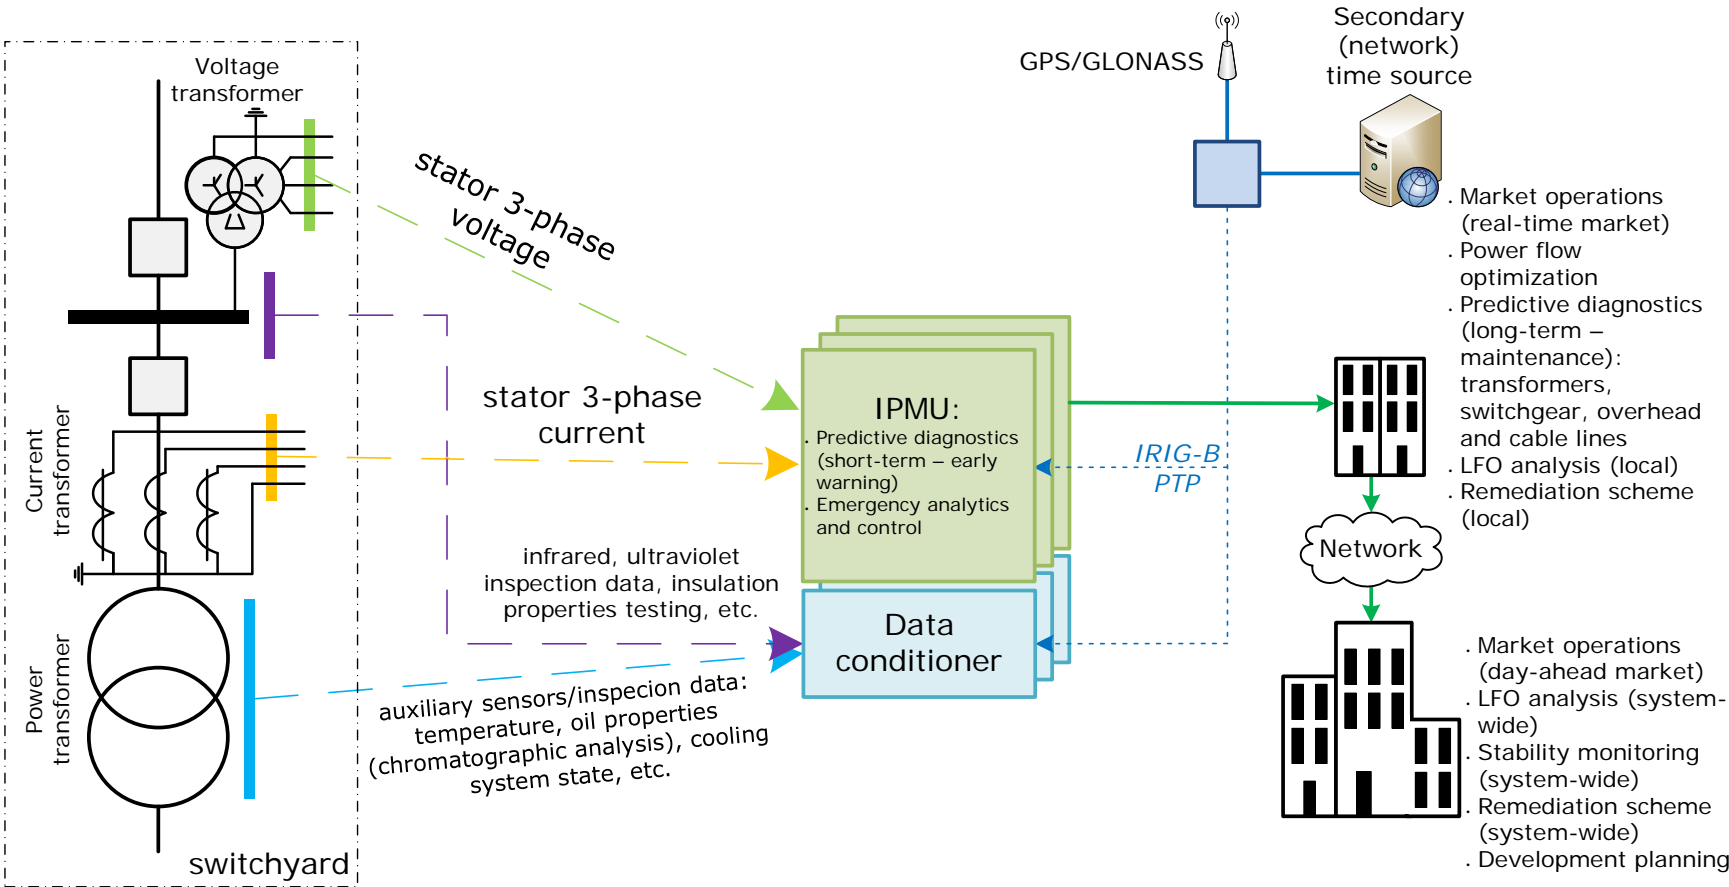 Voltage
transformer
stator 3-phase
voltage
Current
transformer
stator 3-phase
current
infrared, ultraviolet
inspection data, insulation
properties testing, etc.
Power
transformer
auxiliary sensors/inspecion data:
temperature, oil properties
(chromatographic analysis), cooling
system state, etc.
switchyard
IPMU:
. Predictive diagnostics
(short-term – early
warning)
. Emergency analytics
and control
Data
conditioner
GPS/GLONASS
Secondary
(network)
time source
IRIG-B
PTP
. Market operations
(real-time market)
. Power flow
optimization
. Predictive diagnostics
(long-term –
maintenance):
transformers,
switchgear, overhead
and cable lines
. LFO analysis (local)
. Remediation scheme
(local)
Network
. Market operations
(day-ahead market)
. LFO analysis (system-
wide)
. Stability monitoring
(system-wide)
. Remediation scheme
(system-wide)
. Development planning